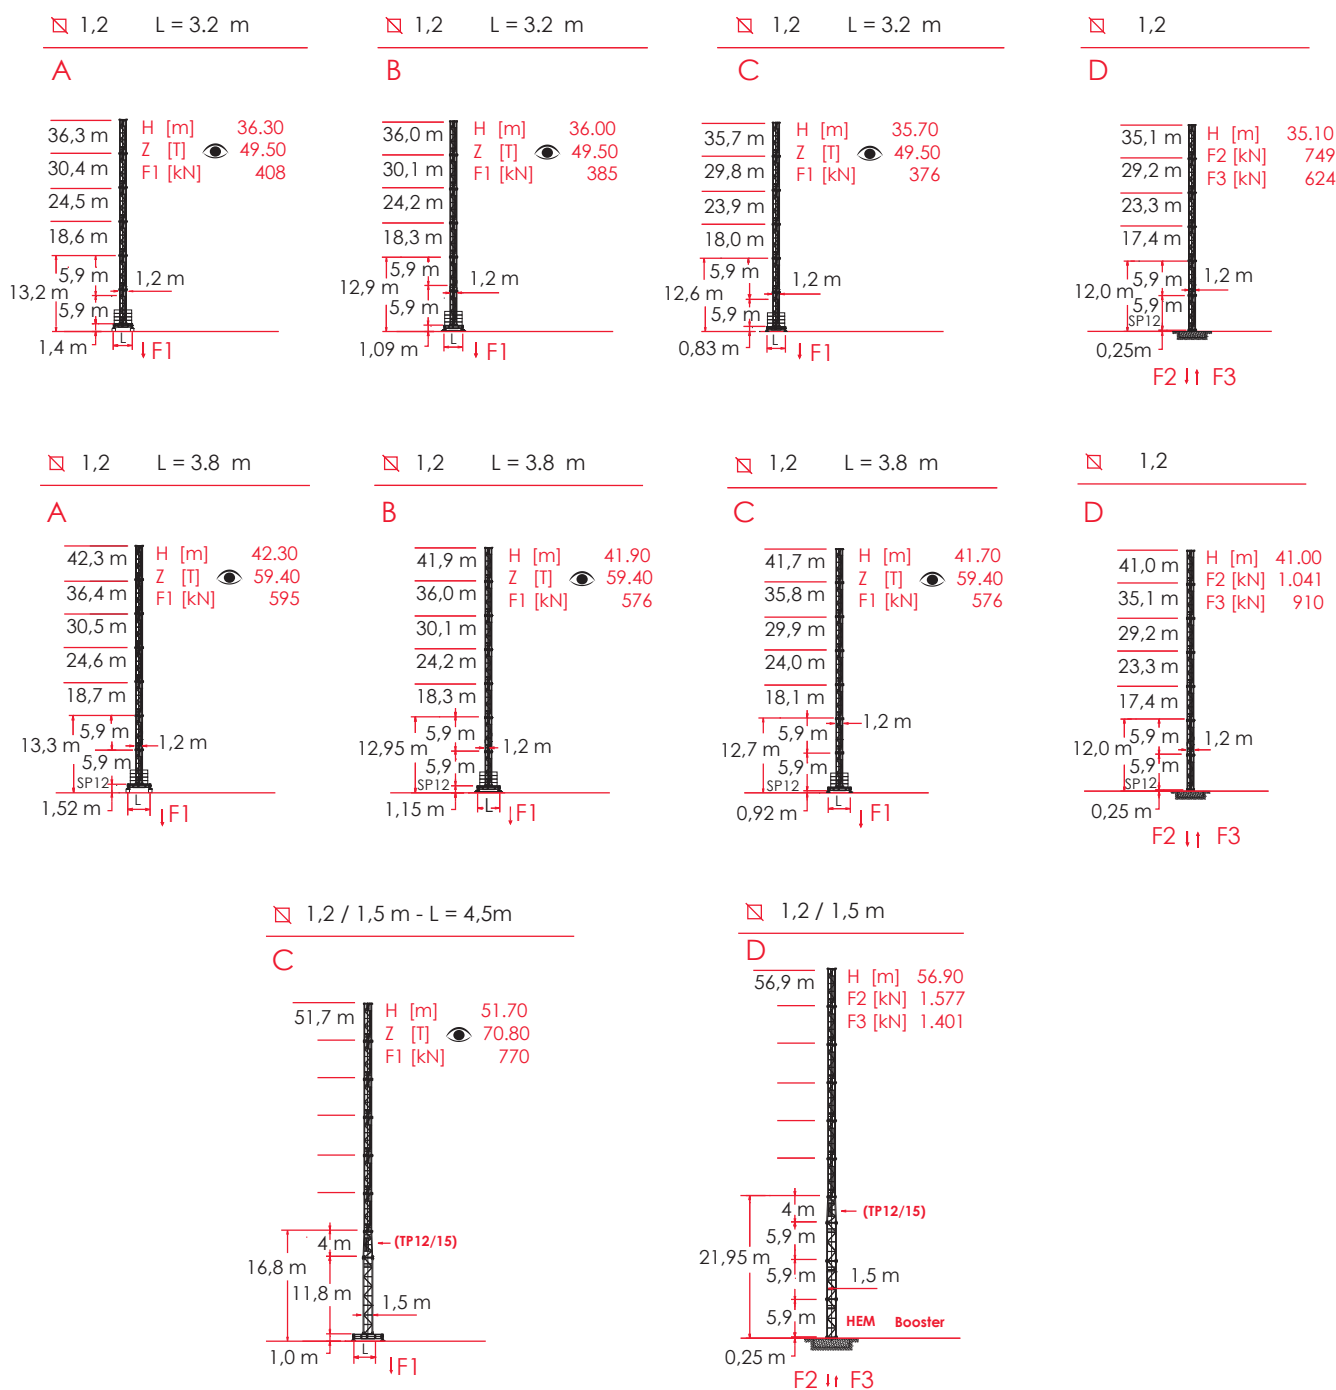 1,2 L = 3.2 m
A
36,3 m
30,4 m
24,5 m
18,6 m
5,9 m
13,2 m
5,9 m
1,4 m
1,2 m
L
F1
H [m] 36.30
Z [T] 49.50
F1 [kN] 408
1,2 L = 3.2 m
B
36,0 m
30,1 m
24,2 m
18,3 m
5,9 m
12,9 m
5,9 m
1,09 m
1,2 m
L
F1
H [m] 36.00
Z [T] 49.50
F1 [kN] 385
1,2 L = 3.2 m
C
35,7 m
29,8 m
23,9 m
18,0 m
5,9 m
12,6 m
5,9 m
0,83 m
1,2 m
L
F1
H [m] 35.70
Z [T] 49.50
F1 [kN] 376
1,2
D
35,1 m
29,2 m
23,3 m
17,4 m
5,9 m
12,0 m
5,9 m
SP12
0,25m
1,2 m
F2 F3
H [m] 35.10
F2 [kN] 749
F3 [kN] 624
1,2 L = 3.8 m
A
42,3 m
36,4 m
30,5 m
24,6 m
18,7 m
5,9 m
13,3 m
5,9 m
SP12
1,52 m
1,2 m
L
F1
H [m] 42.30
Z [T] 59.40
F1 [kN] 595
1,2 L = 3.8 m
B
41,9 m
36,0 m
30,1 m
24,2 m
18,3 m
5,9 m
12,95 m
5,9 m
SP12
1,15 m
1,2 m
L
F1
H [m] 41.90
Z [T] 59.40
F1 [kN] 576
1,2 L = 3.8 m
C
41,7 m
35,8 m
29,9 m
24,0 m
18,1 m
5,9 m
12,7 m
5,9 m
SP12
0,92 m
1,2 m
L
F1
H [m] 41.70
Z [T] 59.40
F1 [kN] 576
1,2
D
41,0 m
35,1 m
29,2 m
23,3 m
17,4 m
5,9 m
12,0 m
5,9 m
SP12
0,25 m
1,2 m
F2 F3
H [m] 41.00
F2 [kN] 1.041
F3 [kN] 910
1,2 / 1,5 m - L = 4,5m
C
51,7 m
4 m
(TP12/15)
16,8 m
11,8 m
1,5 m
1,0 m
L
F1
H [m] 51.70
Z [T] 70.80
F1 [kN] 770
1,2 / 1,5 m
D
56,9 m
4 m
(TP12/15)
5,9 m
21,95 m
5,9 m
1,5 m
5,9 m
HEM Booster
0,25 m
F2 F3
H [m] 56.90
F2 [kN] 1.577
F3 [kN] 1.401